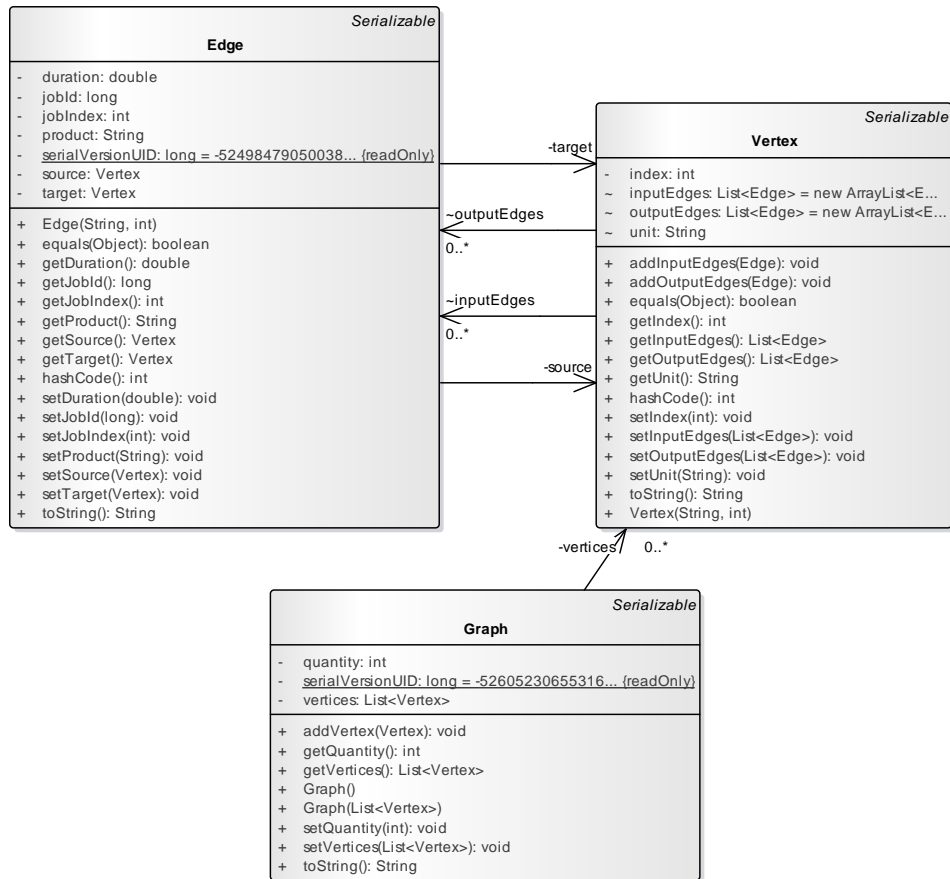 Serializable
Edge
- duration: double
- jobId: long
- jobIndex: int
- product: String
- serialVersionUID: long = -52498479050038... {readOnly}
- source: Vertex
- target: Vertex
+ Edge(String, int)
+ equals(Object): boolean
+ getDuration(): double
+ getJobId(): long
+ getJobIndex(): int
+ getProduct(): String
+ getSource(): Vertex
+ getTarget(): Vertex
+ hashCode(): int
+ setDuration(double): void
+ setJobId(long): void
+ setJobIndex(int): void
+ setProduct(String): void
+ setSource(Vertex): void
+ setTarget(Vertex): void
+ toString(): String
-target
~outputEdges
0..*
~inputEdges
0..*
-source
Serializable
Vertex
- index: int
~ inputEdges: List<Edge> = new ArrayList<E...
~ outputEdges: List<Edge> = new ArrayList<E...
~ unit: String
+ addInputEdges(Edge): void
+ addOutputEdges(Edge): void
+ equals(Object): boolean
+ getIndex(): int
+ getInputEdges(): List<Edge>
+ getOutputEdges(): List<Edge>
+ getUnit(): String
+ hashCode(): int
+ setIndex(int): void
+ setInputEdges(List<Edge>): void
+ setOutputEdges(List<Edge>): void
+ setUnit(String): void
+ toString(): String
+ Vertex(String, int)
-vertices 0..*
Serializable
Graph
- quantity: int
- serialVersionUID: long = -52605230655316... {readOnly}
- vertices: List<Vertex>
+ addVertex(Vertex): void
+ getQuantity(): int
+ getVertices(): List<Vertex>
+ Graph()
+ Graph(List<Vertex>)
+ setQuantity(int): void
+ setVertices(List<Vertex>): void
+ toString(): String